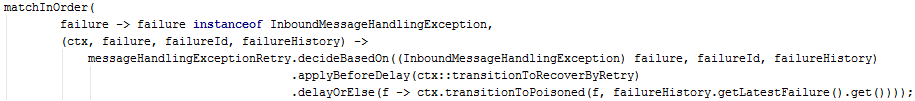 matchInOrder(
failure -> failure instanceof InboundMessageHandlingException,
(ctx, failure, failureId, failureHistory) ->
messageHandlingExceptionRetry.decideBasedOn((InboundMessageHandlingException) failure, failureId, failureHistory)
.applyBeforeDelay(ctx::transitionToRecoverByRetry)
.delayOrElse(f -> ctx.transitionToPoisoned(f, failureHistory.getLatestFailure().get())));